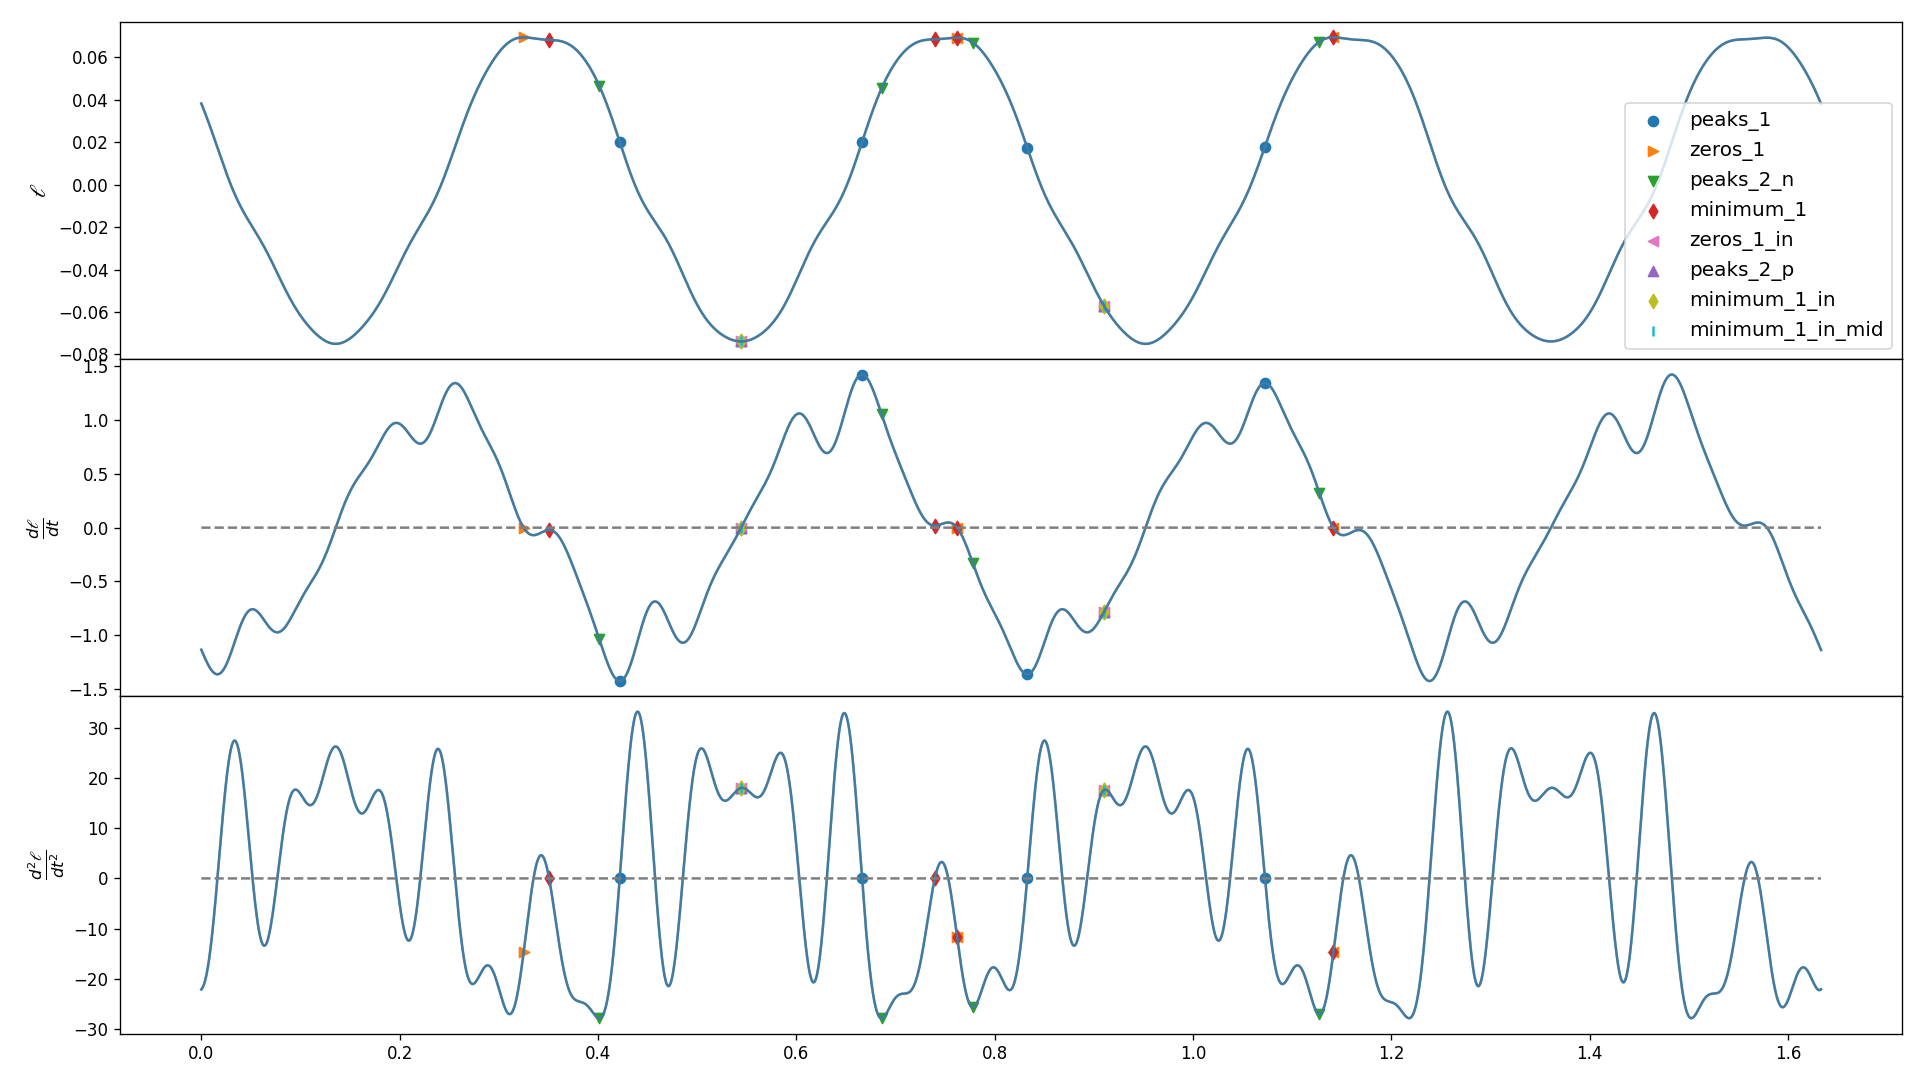 0.06
0.04
0.02
0.00
−0.02
−0.04
−0.06
−0.08
ℓ
peaks_1
zeros_1
peaks_2_n
minimum_1
zeros_1_in
peaks_2_p
minimum_1_in
minimum_1_in_mid
1.5
1.0
0.5
0.0
−0.5
−1.0
−1.5
dℓ
dt
30
20
10
0
−10
−20
−30
d²ℓ
dt²
0.0 0.2 0.4 0.6 0.8 1.0 1.2 1.4 1.6